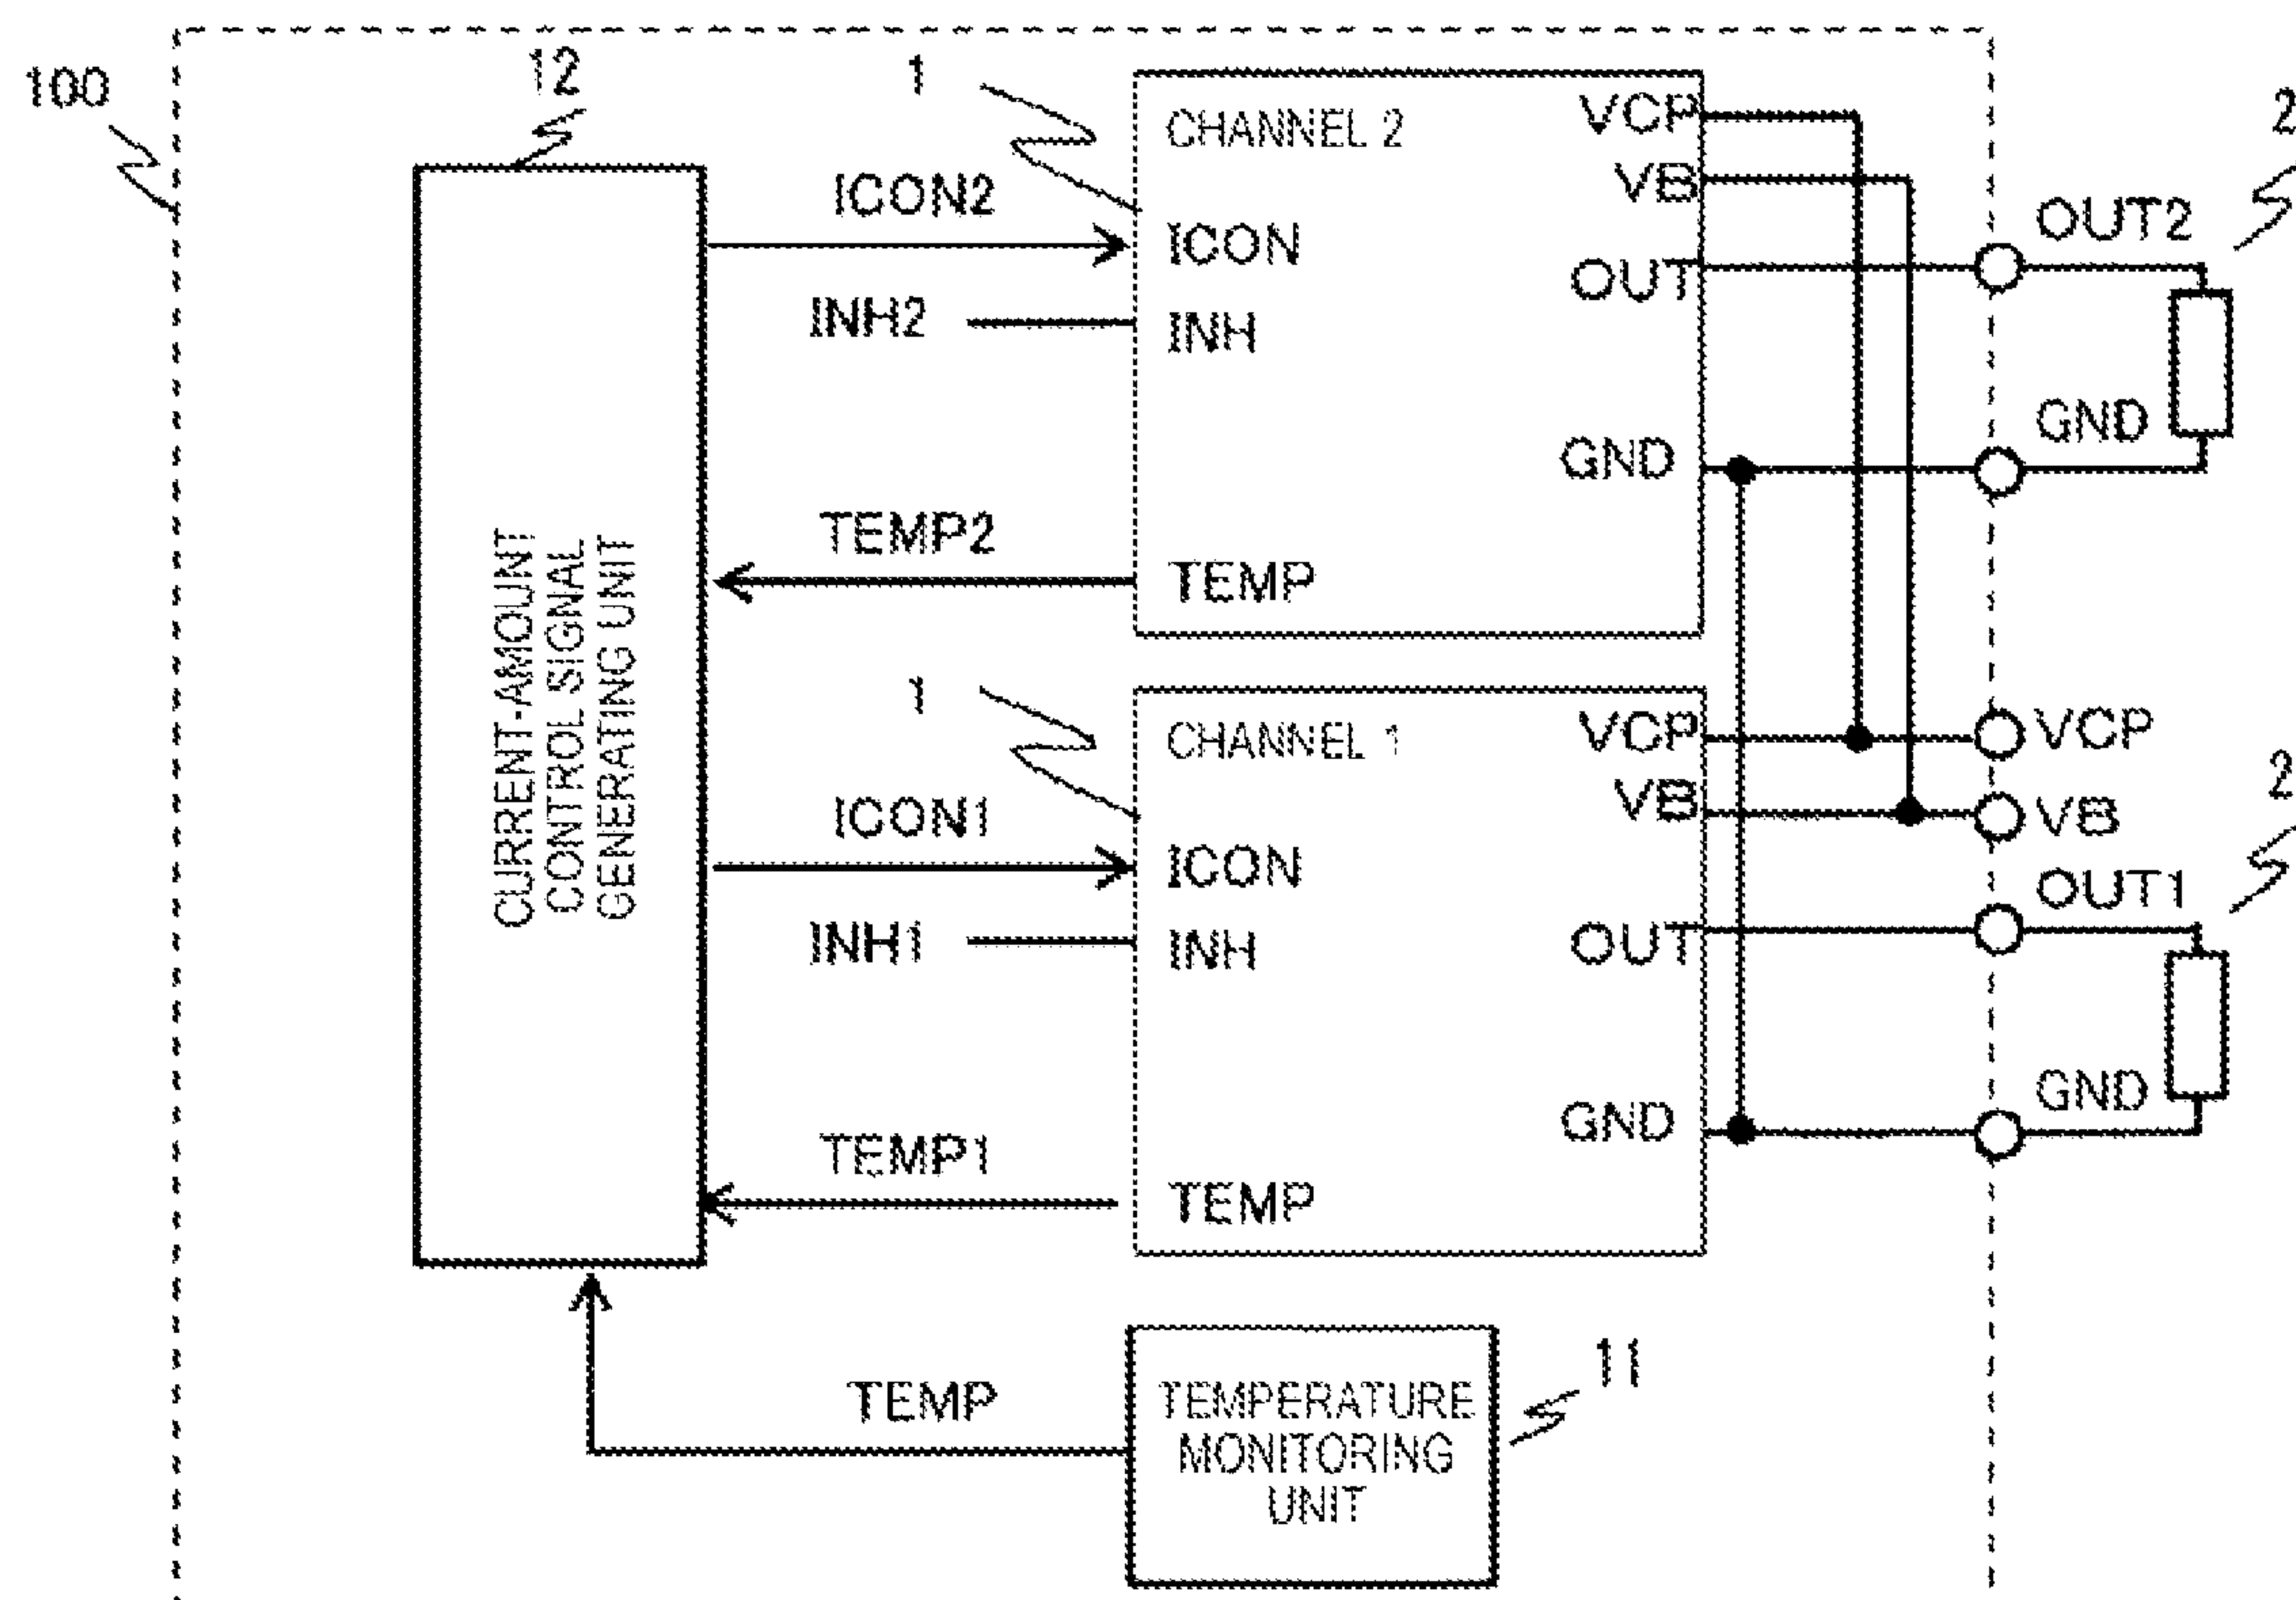 100
12
1
CHANNEL 2
VCP
VB
ICON2
ICON
OUT
OUT2
2
INH2
INH
GND
GND
TEMP2
TEMP
CURRENT-AMOUNT
CONTROL SIGNAL
GENERATING UNIT
1
CHANNEL 1
VCP
VCP
VB
VB
2
ICON1
ICON
OUT
OUT1
INH1
INH
GND
GND
TEMP1
TEMP
TEMP
TEMPERATURE
MONITORING
UNIT
11